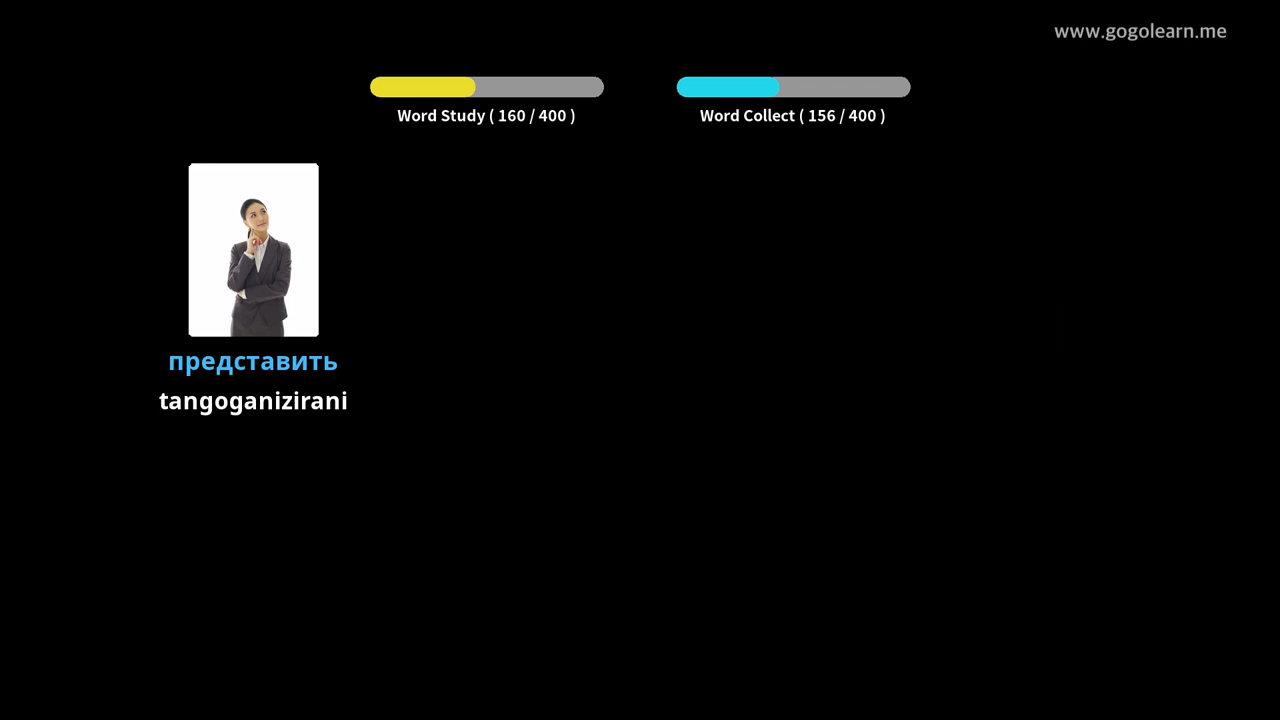 www.gogolearn.me
Word Study ( 160 / 400 )
Word Collect ( 156 / 400 )
представить
tangoganizirani